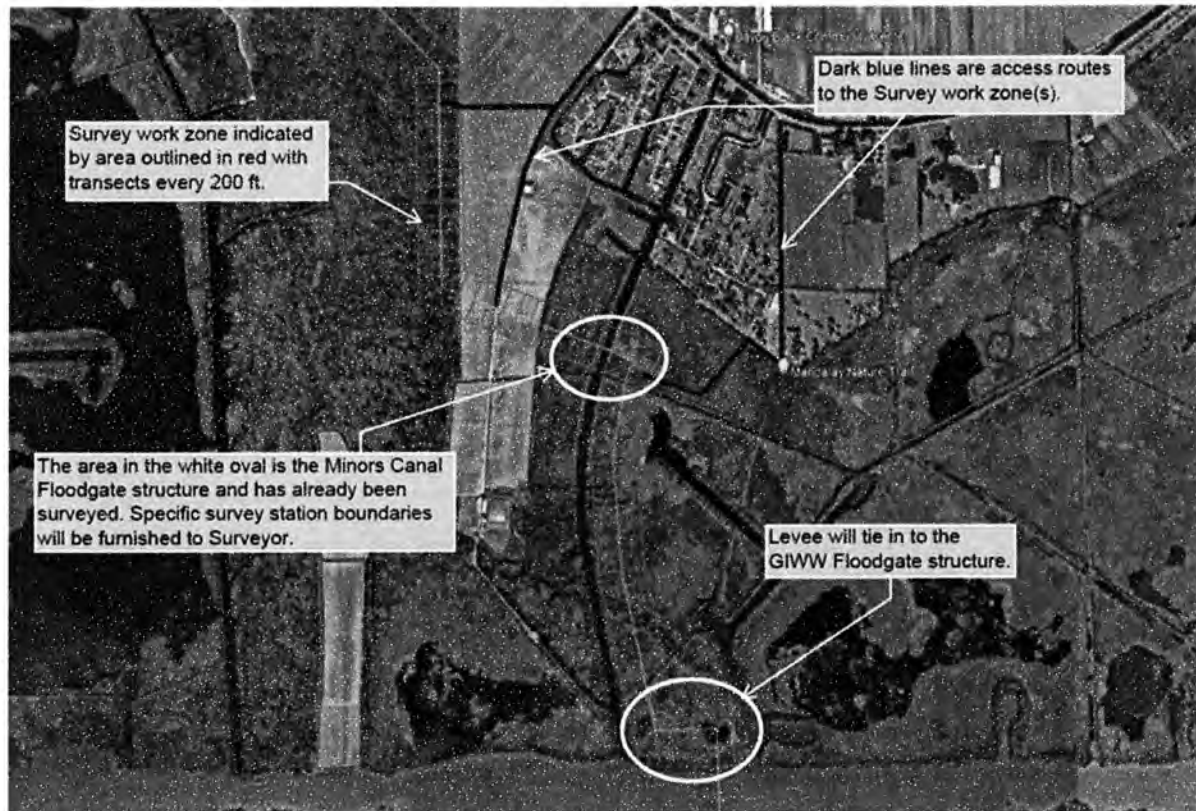 Dark blue lines are access routes
to the Survey work zone(s).
Survey work zone indicated
by area outlined in red with
transects every 200 ft.
The area in the white oval is the Minors Canal
Floodgate structure and has already been
surveyed. Specific survey station boundaries
will be furnished to Surveyor.
Levee will tie in to the
GIWW Floodgate structure.